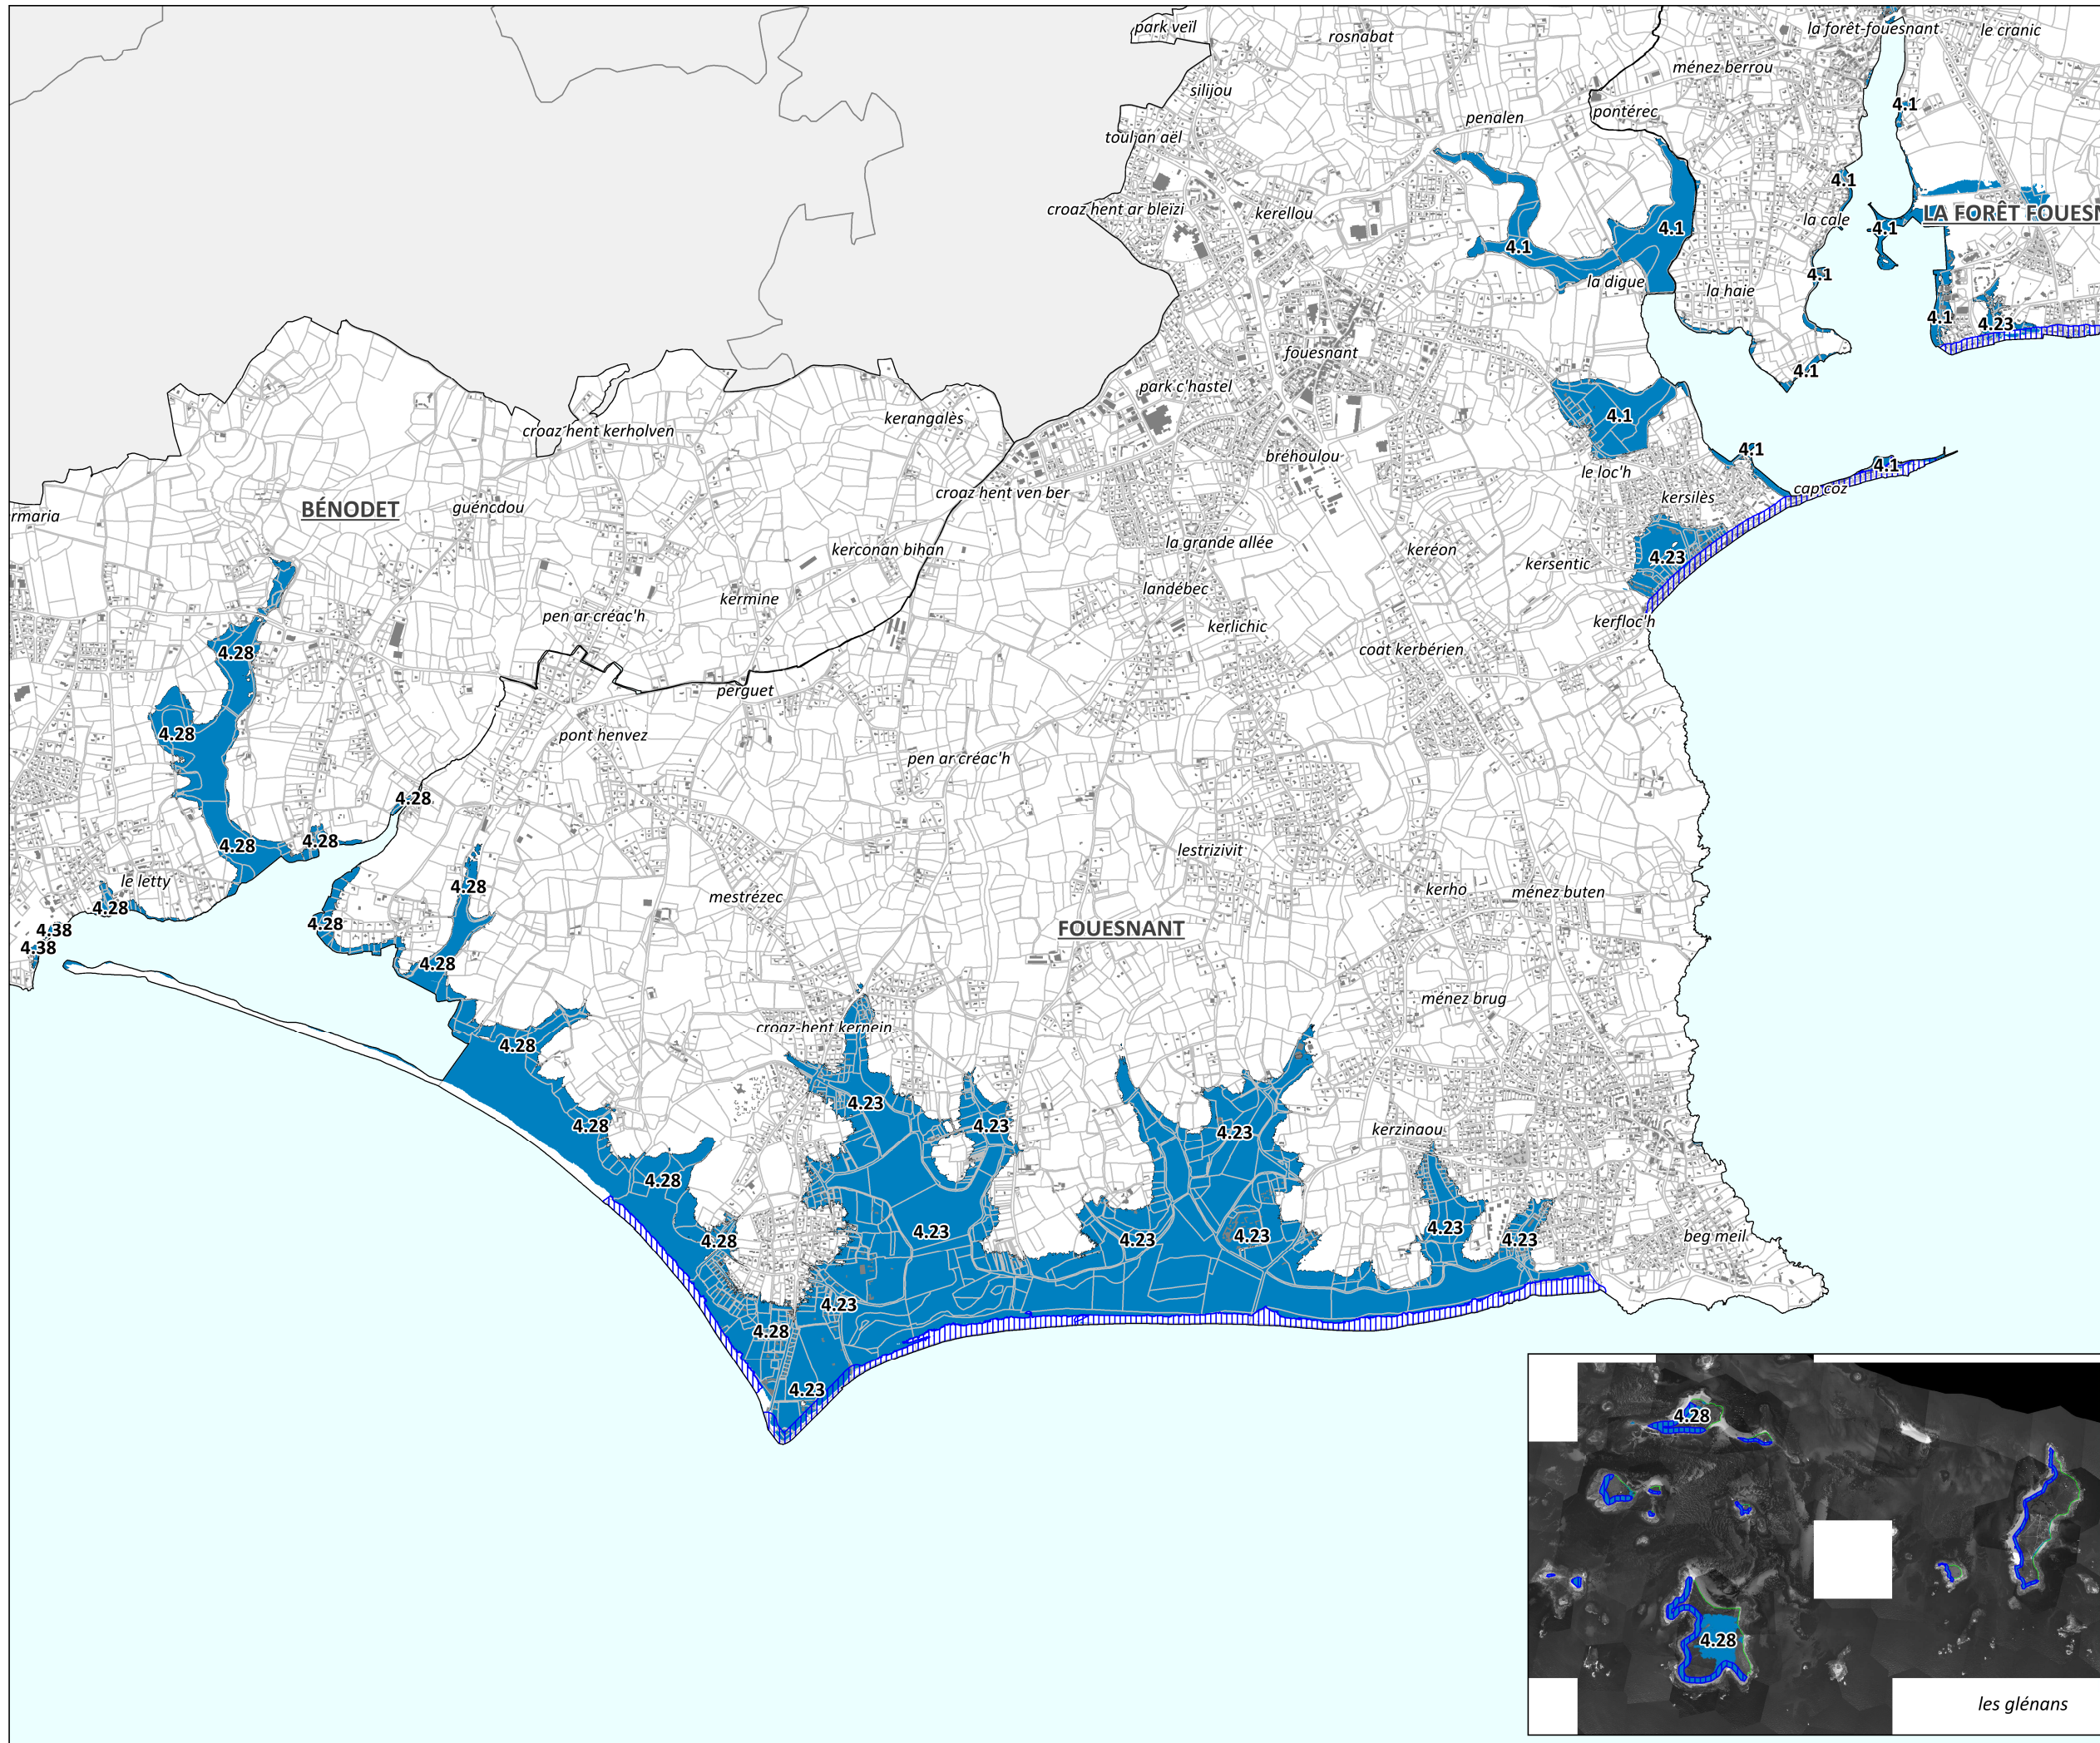 park veïl
rosnabat
la forêt-fouesnant
le cranic
ménez berrou
silijou
4.1
penalen
pontérec
toul an aël
4.1
croaz hent ar bleïzi
kerellou
la cale
LA FORÊT FOUESN
4.1
4.1
4.1
4.1
la digue
la haie
4.1
4.1
4.23
fouesnant
park c'hastel
4.1
kerangalès
croaz hent kerholven
4.1
bréhoulou
4.1
le loc'h
4.1
croaz hent ven ber
cap coz
kersilès
BÉNODET
guéncdou
rmaria
kerconan bihan
la grande allée
keréon
4.23
kersentic
landébec
kermine
pen ar créac'h
kerlichic
kerfloc'h
4.28
coat kerbérien
perguet
4.28
pont henvez
pen ar créac'h
4.28
4.28
4.28
lestrizivit
le letty
4.28
mestrézec
kerho
ménez buten
4.28
4.28
4.38
4.38
FOUESNANT
4.28
ménez brug
croaz-hent kernein
4.28
4.23
4.28
4.23
4.23
kerzinaou
4.28
4.23
4.23
4.23
4.23
4.23
beg meil
4.28
4.23
4.28
4.23
4.28
4.28
les glénans